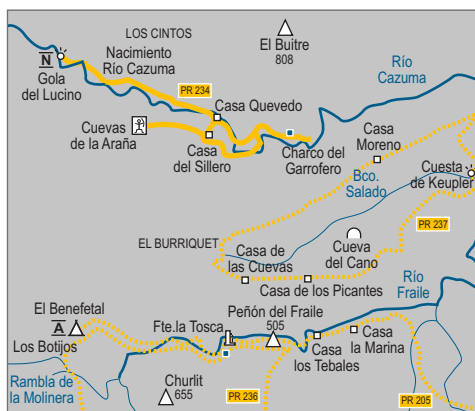 LOS CINTOS
El Buitre
808
Nacimiento
Río Cazuma
N
Gola
del Lucino
PR 234
Río
Cazuma
Casa Quevedo
Cuevas
de la Araña
Casa
del Sillero
Charco del
Garrofero
Casa
Moreno
Cuesta
de Keupler
Bco.
Salado
PR 237
EL BURRIQUET
Cueva
del Cano
Casa de
las Cuevas
Casa de los Picantes
Río
Fraile
El Benefetal
A
Los Botijos
Fte.la Tosca
Peñón del Fraile
505
Casa
la Marina
Casa
los Tebales
Rambla de
la Molinera
Churlit
655
PR 236
PR 205